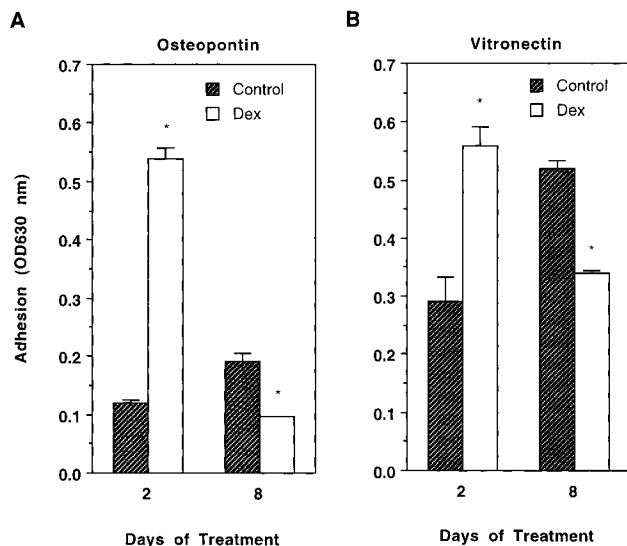 A
Osteopontin
0.7
0.6
0.5
0.4
0.3
0.2
0.1
0.0
Adhesion (OD630 nm)
Control
Dex
*
*
2
8
Days of Treatment
B
Vitronectin
0.7
0.6
0.5
0.4
0.3
0.2
0.1
0.0
Control
Dex
*
*
2
8
Days of Treatment